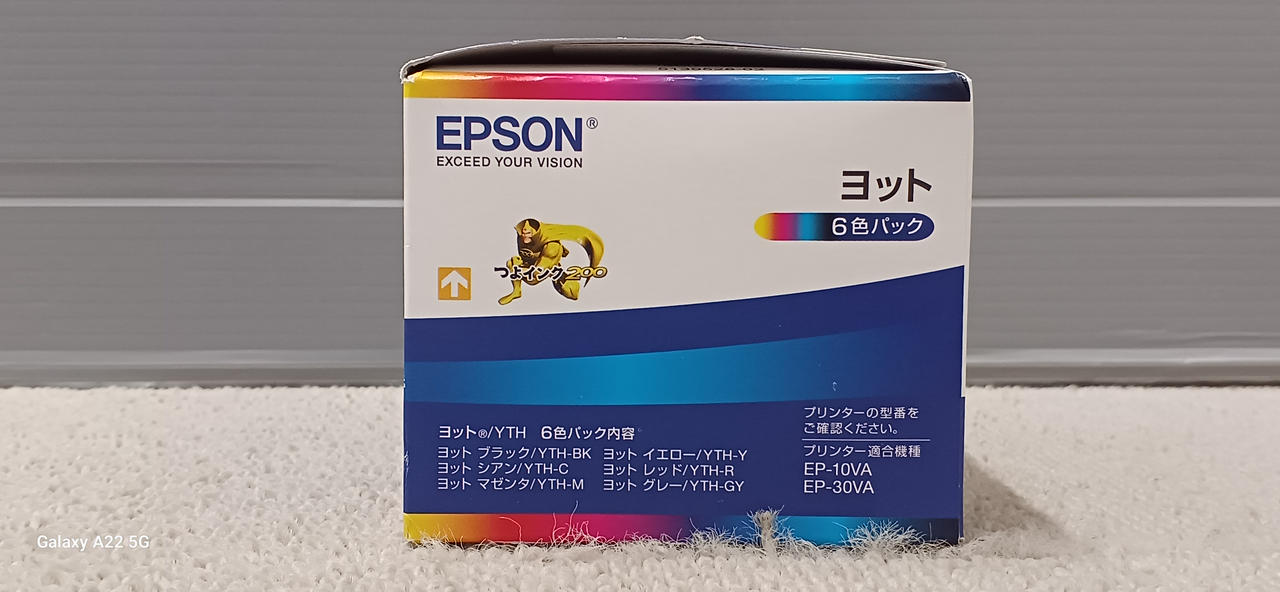 EPSON®
EXCEED YOUR VISION
ヨット
6色パック
つよインク200
ヨット®/YTH 6色パック内容
ヨット ブラック/YTH-BK ヨット イエロー/YTH-Y
ヨット シアン/YTH-C ヨット レッド/YTH-R
ヨット マゼンタ/YTH-M ヨット グレー/YTH-GY
プリンターの型番を
ご確認ください。
プリンター適合機種
EP-10VA
EP-30VA
Galaxy A22 5G